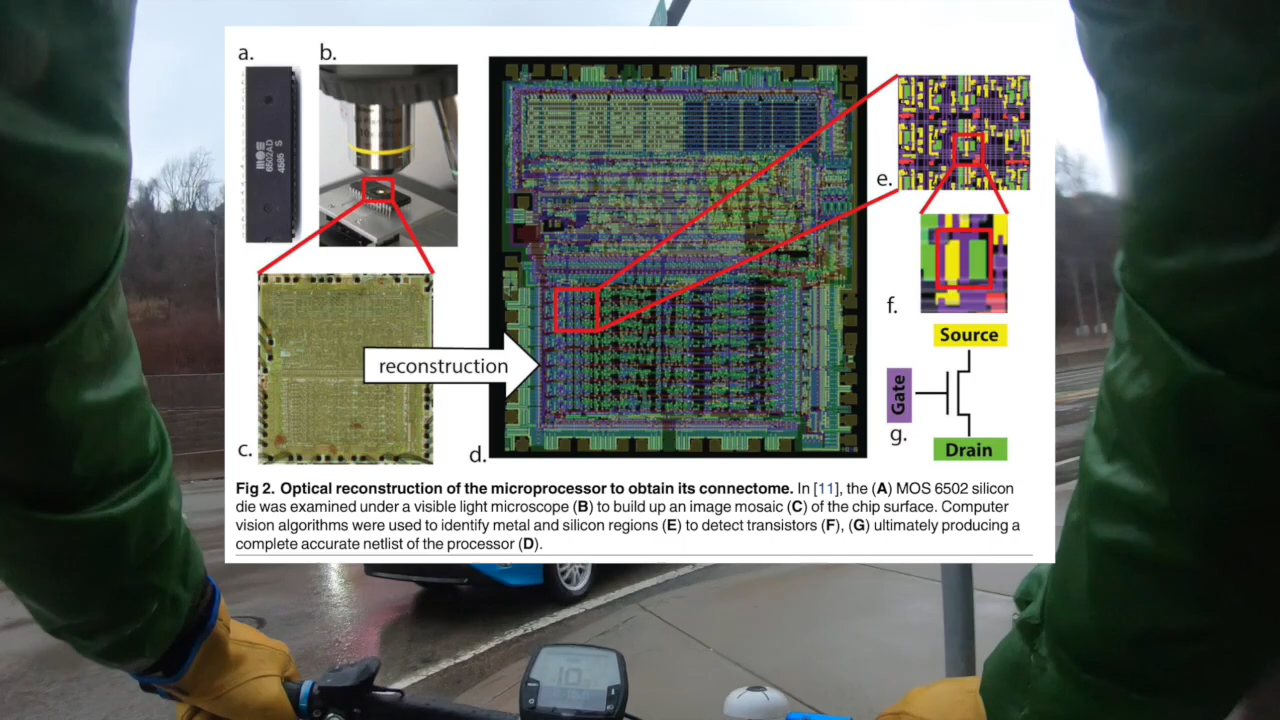 a.
b.
MOS
6502AD
4585 S
c.
reconstruction
d.
e.
f.
Source
Gate
g.
Drain
Fig 2. Optical reconstruction of the microprocessor to obtain its connectome. In [11], the (A) MOS 6502 silicon
die was examined under a visible light microscope (B) to build up an image mosaic (C) of the chip surface. Computer
vision algorithms were used to identify metal and silicon regions (E) to detect transistors (F), (G) ultimately producing a
complete accurate netlist of the processor (D).
10